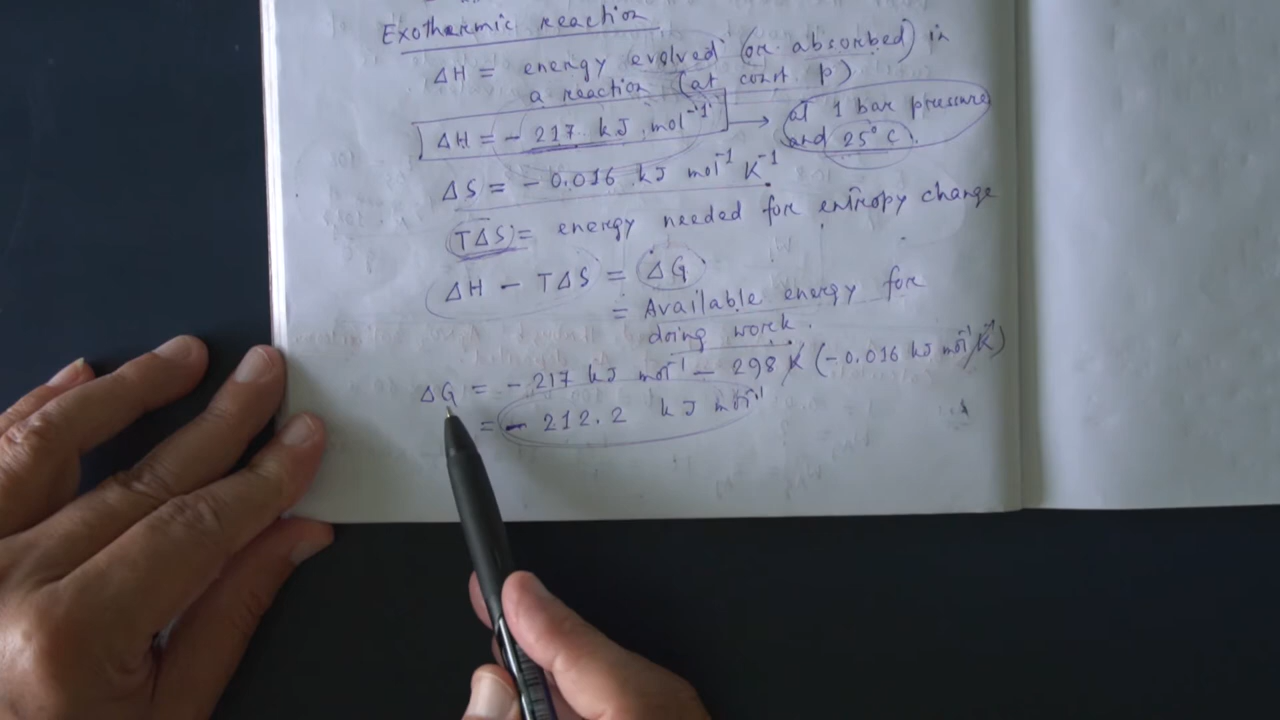 Exothermic reaction
ΔH = energy evolved (or absorbed) in
a reaction (at const. p)
ΔH = - 217 kJ mol⁻¹ → at 1 bar pressure
and 25° C.
ΔS = - 0.016 kJ mol⁻¹ K⁻¹
TΔS = energy needed for entropy change
ΔH - TΔS = ΔG
= Available energy for
doing work.
ΔG = - 217 kJ mol⁻¹ - 298 K (-0.016 kJ mol⁻¹ K⁻¹)
= - 212.2 kJ mol⁻¹